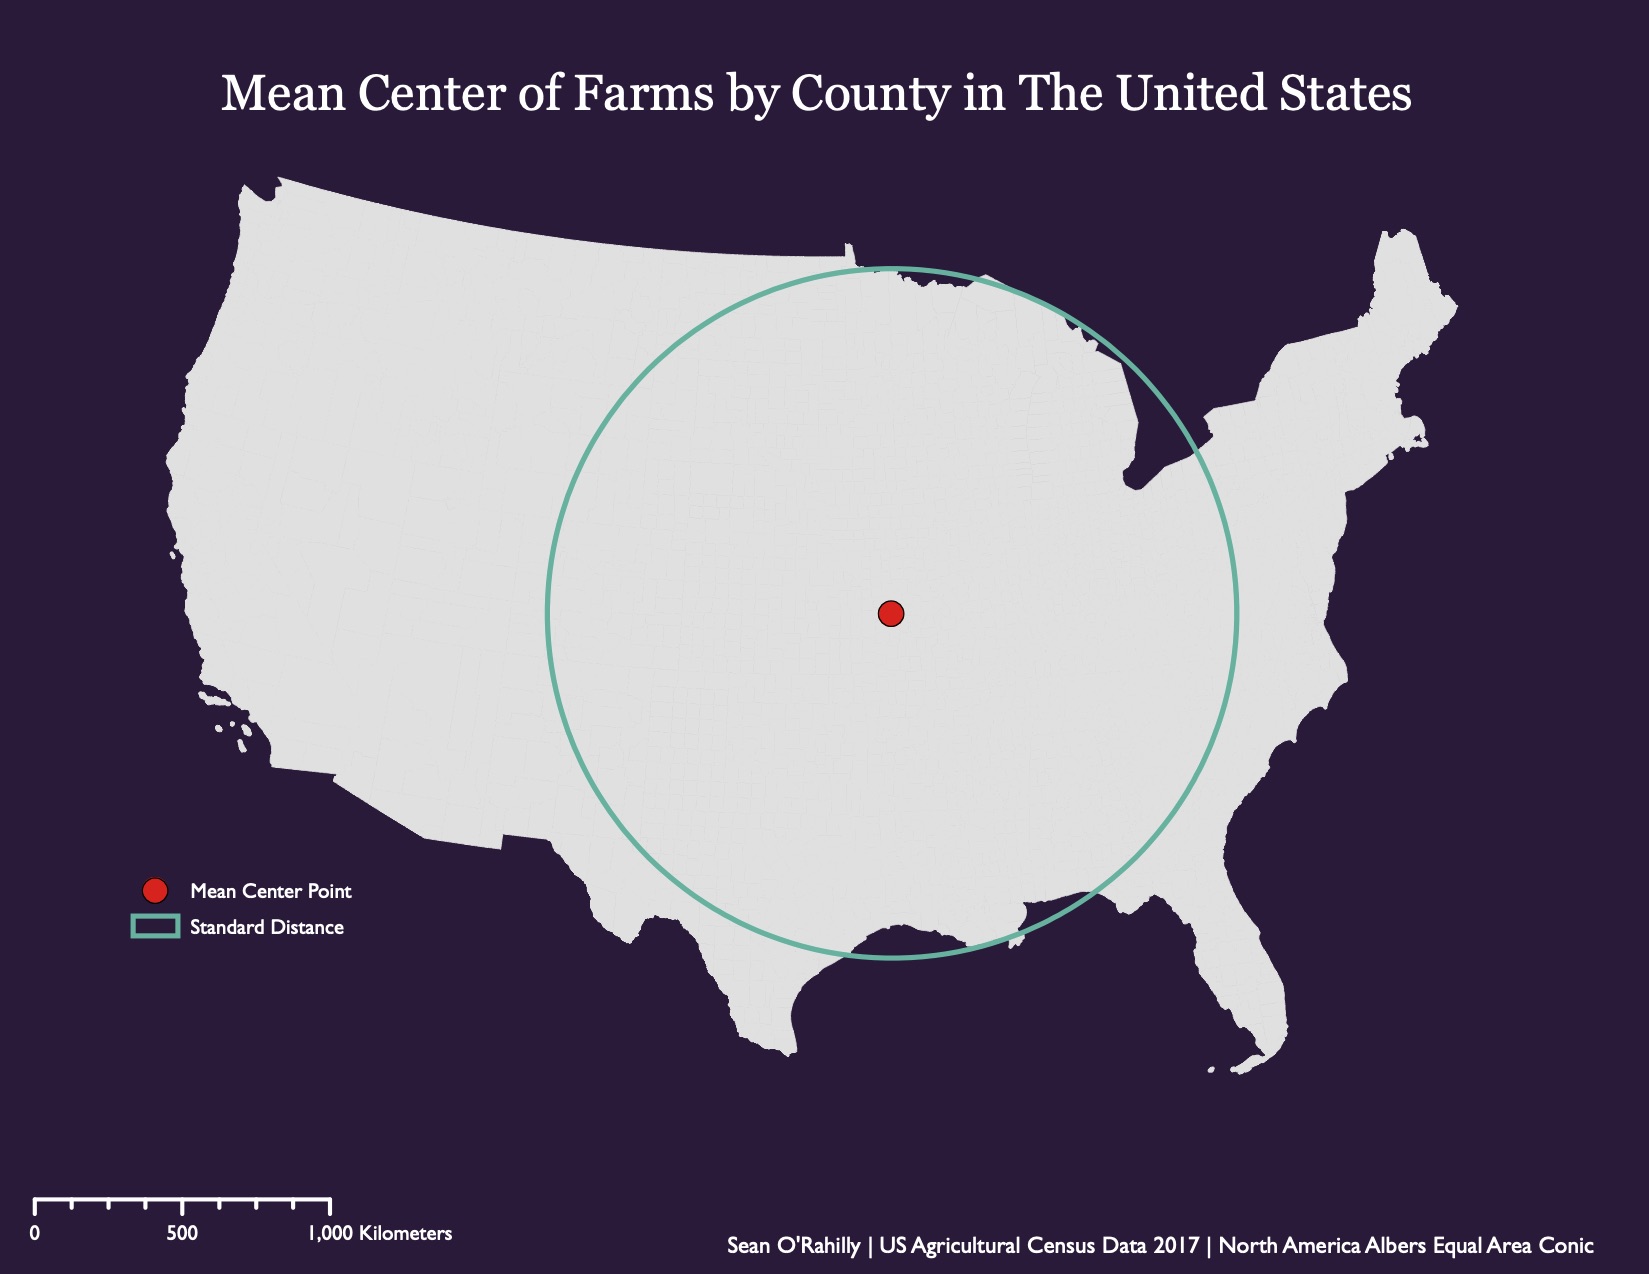 Mean Center of Farms by County in The United States
Mean Center Point
Standard Distance
0 500 1,000 Kilometers
Sean O'Rahilly | US Agricultural Census Data 2017 | North America Albers Equal Area Conic